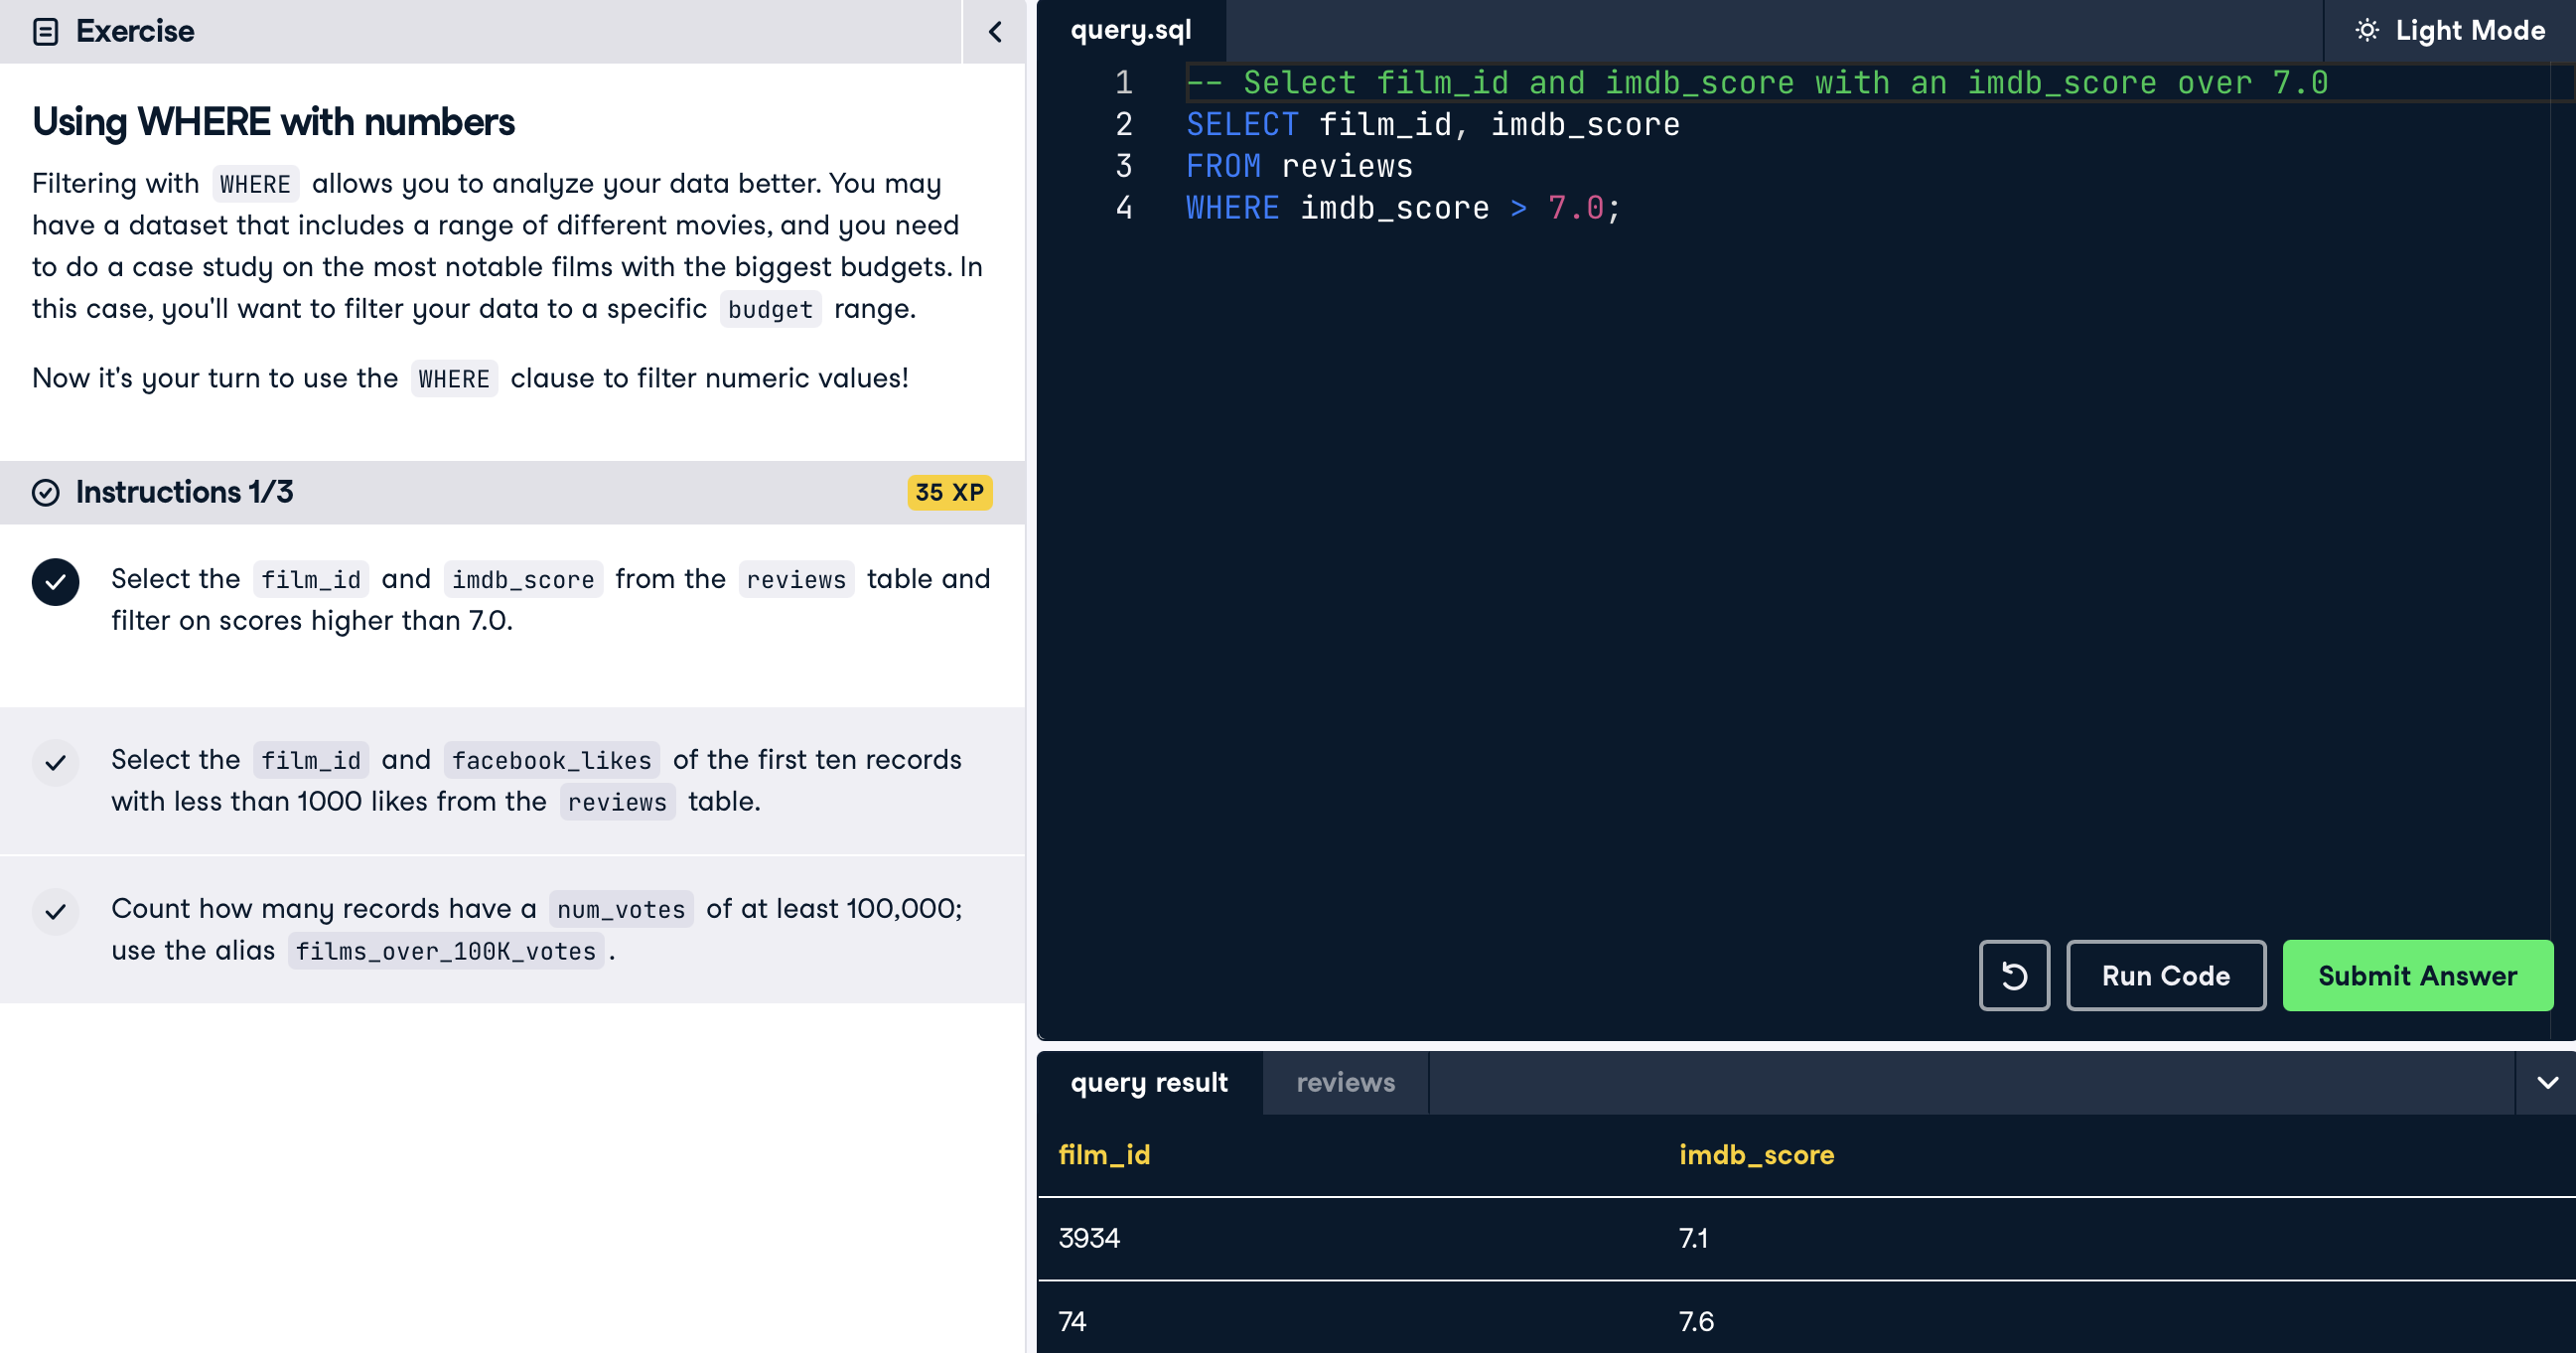 Exercise
Using WHERE with numbers
Filtering with WHERE allows you to analyze your data better. You may
have a dataset that includes a range of different movies, and you need
to do a case study on the most notable films with the biggest budgets. In
this case, you'll want to filter your data to a specific budget range.
Now it's your turn to use the WHERE clause to filter numeric values!
Instructions 1/3
35 XP
Select the film_id and imdb_score from the reviews table and
filter on scores higher than 7.0.
Select the film_id and facebook_likes of the first ten records
with less than 1000 likes from the reviews table.
Count how many records have a num_votes of at least 100,000;
use the alias films_over_100K_votes.
query.sql
Light Mode
1 -- Select film_id and imdb_score with an imdb_score over 7.0
2 SELECT film_id, imdb_score
3 FROM reviews
4 WHERE imdb_score > 7.0;
Run Code
Submit Answer
query result
reviews
film_id imdb_score
3934 7.1
74 7.6